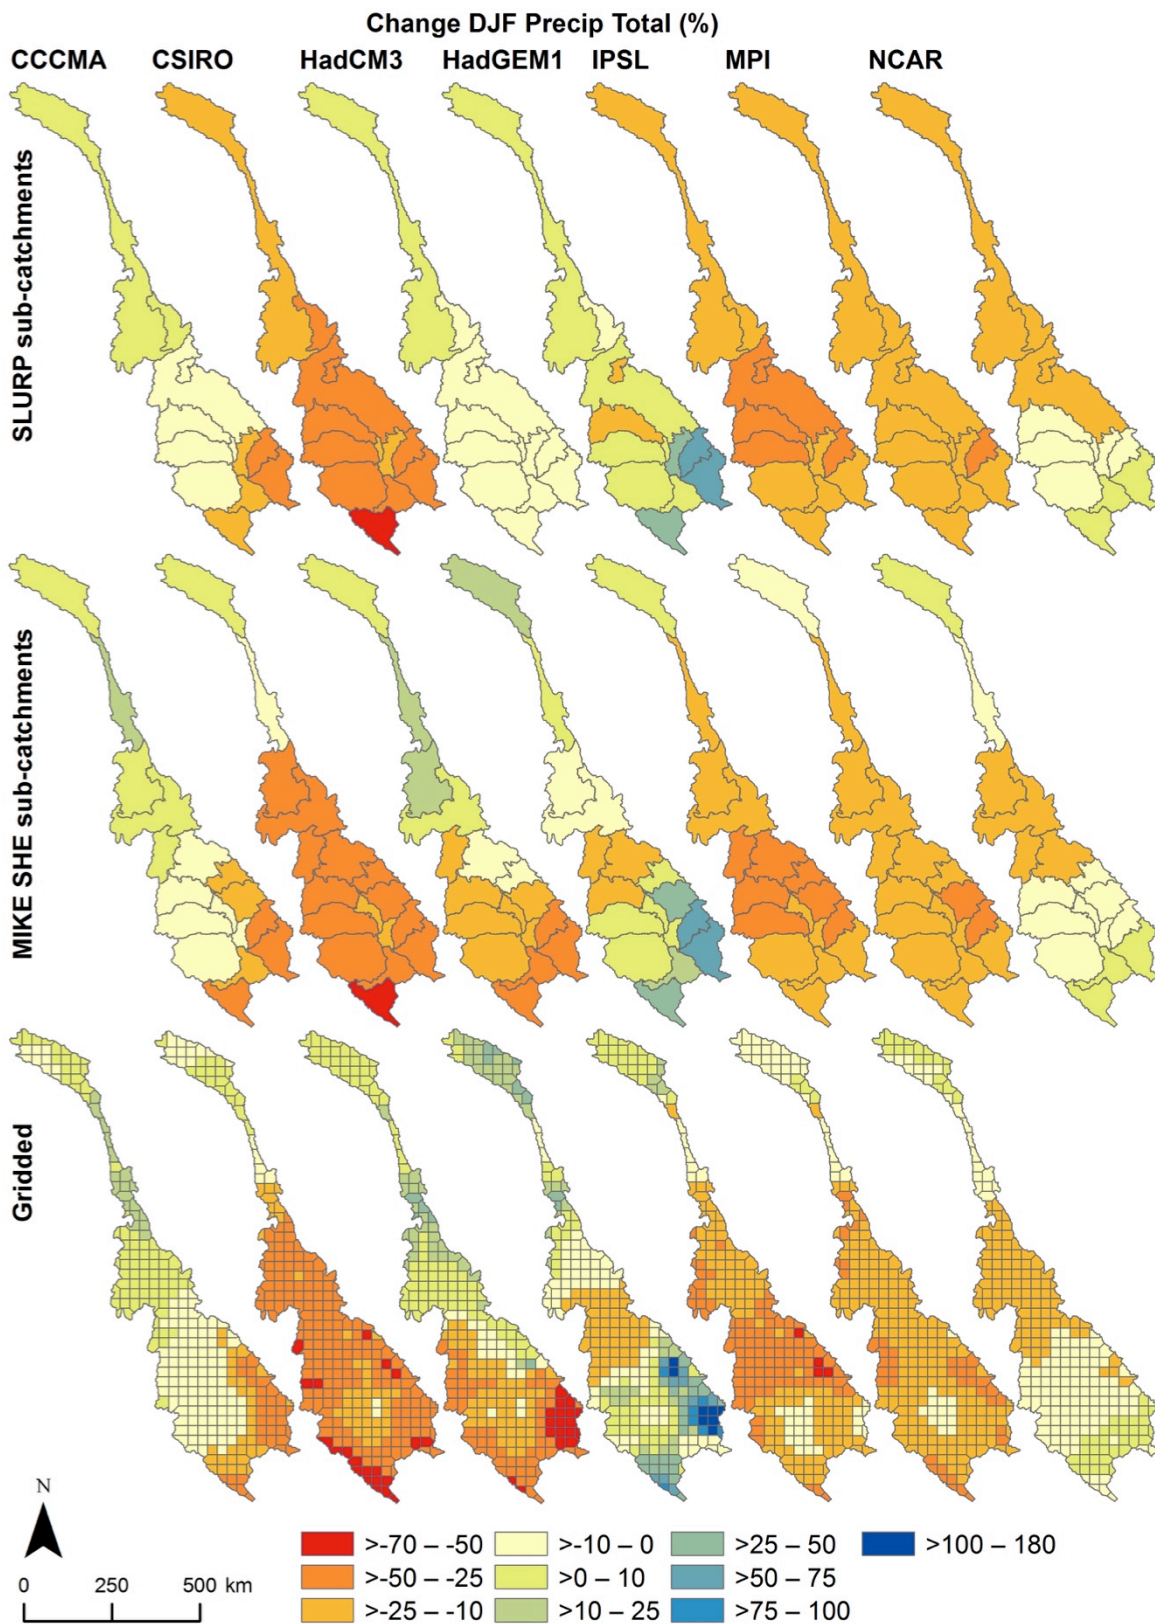 Change DJF Precip Total (%)
CCCMA CSIRO HadCM3 HadGEM1 IPSL MPI NCAR
SLURP sub-catchments
MIKE SHE sub-catchments
Gridded
N
0 250 500 km
>-70 – -50 >-10 – 0 >25 – 50 >100 – 180
>-50 – -25 >0 – 10 >50 – 75
>-25 – -10 >10 – 25 >75 – 100